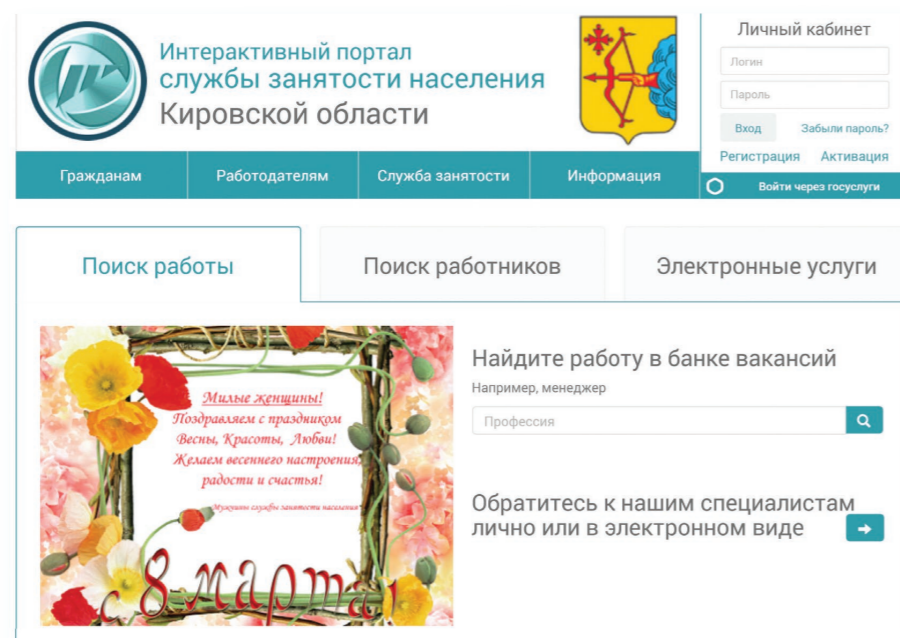 Интерактивный портал
службы занятости населения
Кировской области
Личный кабинет
Логин
Пароль
Вход Забыли пароль?
Регистрация Активация
Войти через госуслуги
Гражданам Работодателям Служба занятости Информация
Поиск работы Поиск работников Электронные услуги
Милые женщины!
Поздравляем с праздником
Весны, Красоты, Любви!
Желаем весеннего настроения,
радости и счастья!
Мужчины службы занятости населения
с 8 марта!
Найдите работу в банке вакансий
Например, менеджер
Профессия
Обратитесь к нашим специалистам
лично или в электронном виде